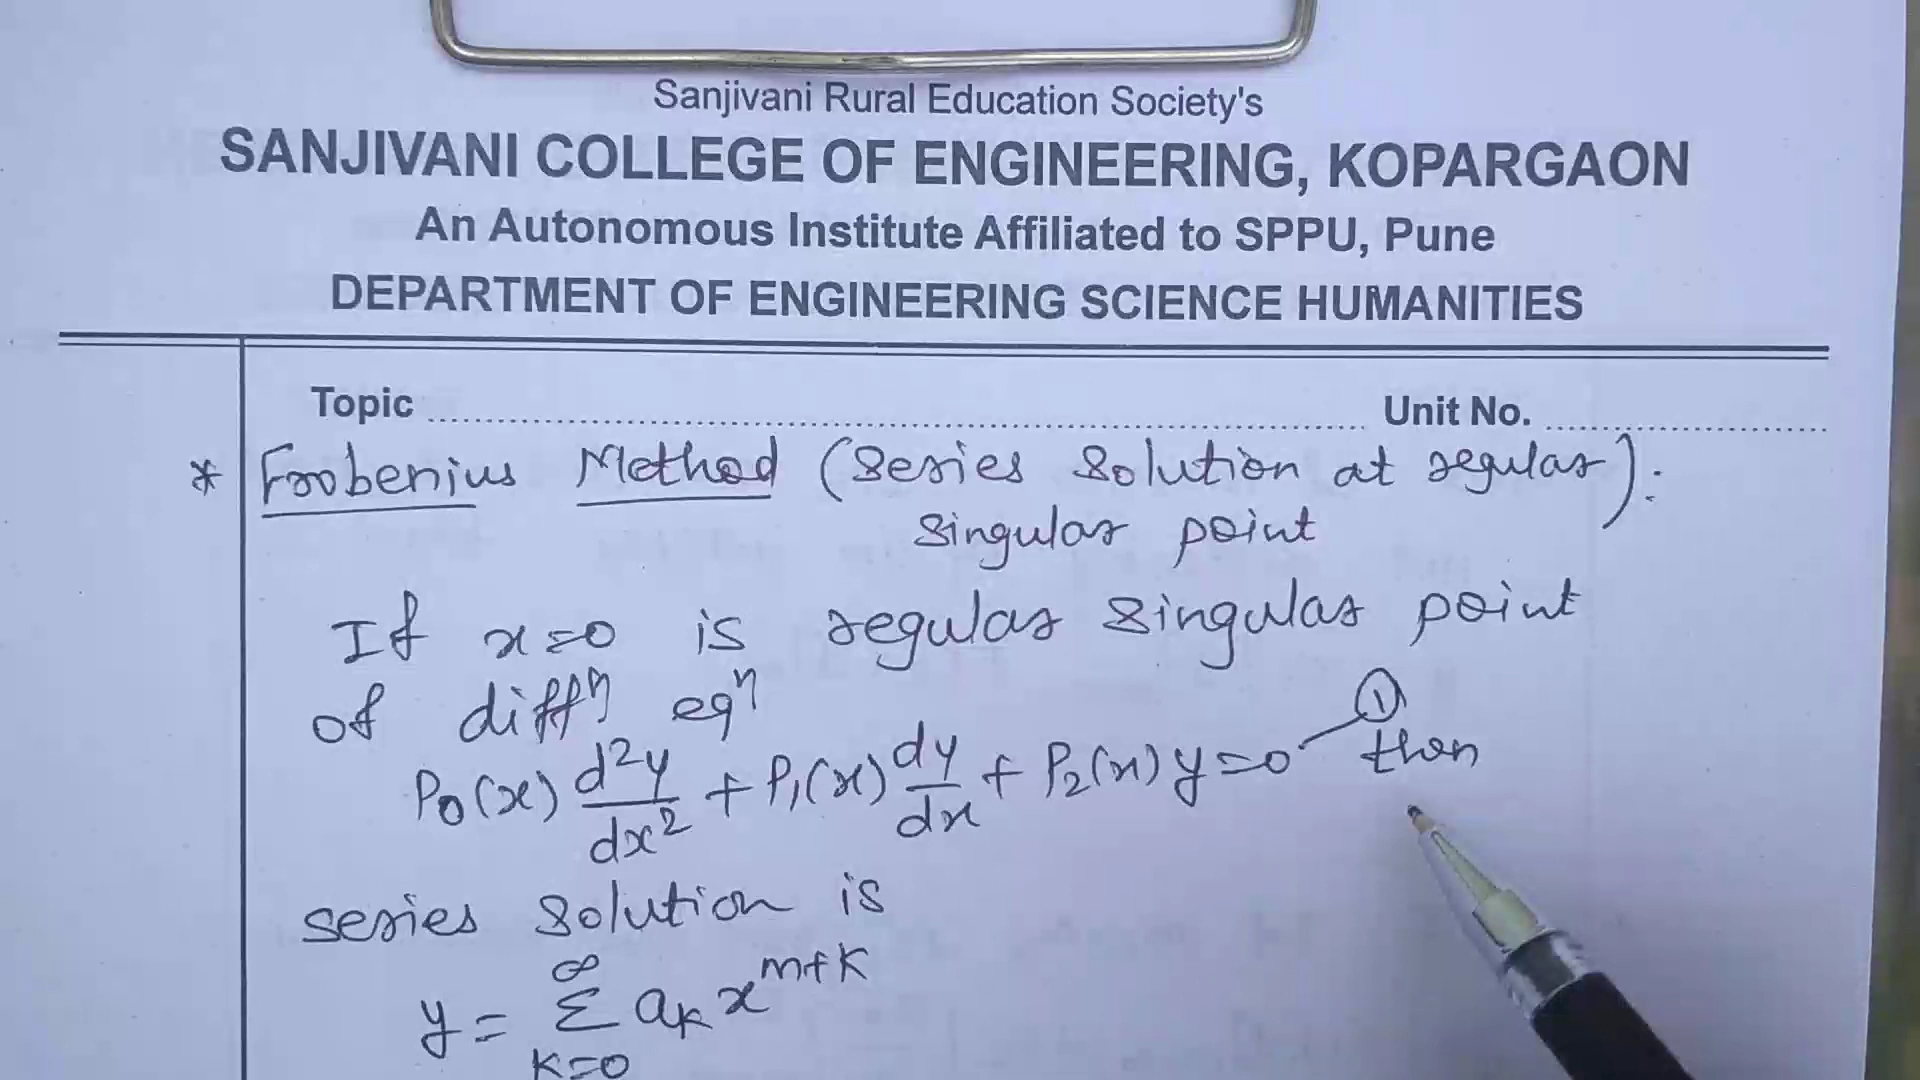 Sanjivani Rural Education Society's
SANJIVANI COLLEGE OF ENGINEERING, KOPARGAON
An Autonomous Institute Affiliated to SPPU, Pune
DEPARTMENT OF ENGINEERING SCIENCE HUMANITIES
Topic Unit No.
* Frobenius Method (Series Solution at regular singular point):
If x=0 is regular singular point
of diffⁿ eqⁿ
P₀(x) d²y/dx² + P₁(x) dy/dx + P₂(x) y=0 ① then
series solution is
y = Σ_{k=0}^{∞} aₖ x^{m+k}